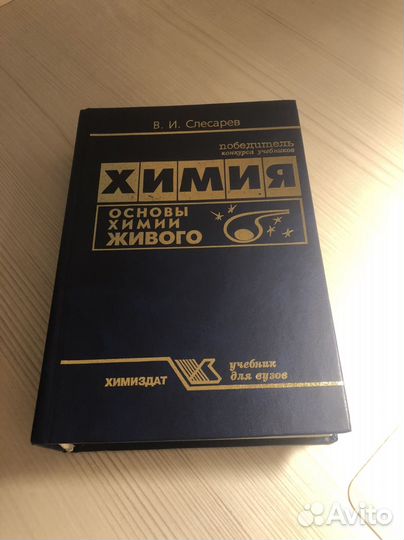 В. И. Слесарев
победитель
конкурса учебников
ХИМИЯ
ОСНОВЫ
ХИМИИ
ЖИВОГО
ХИМИЗДАТ
учебник
для вузов
Avito